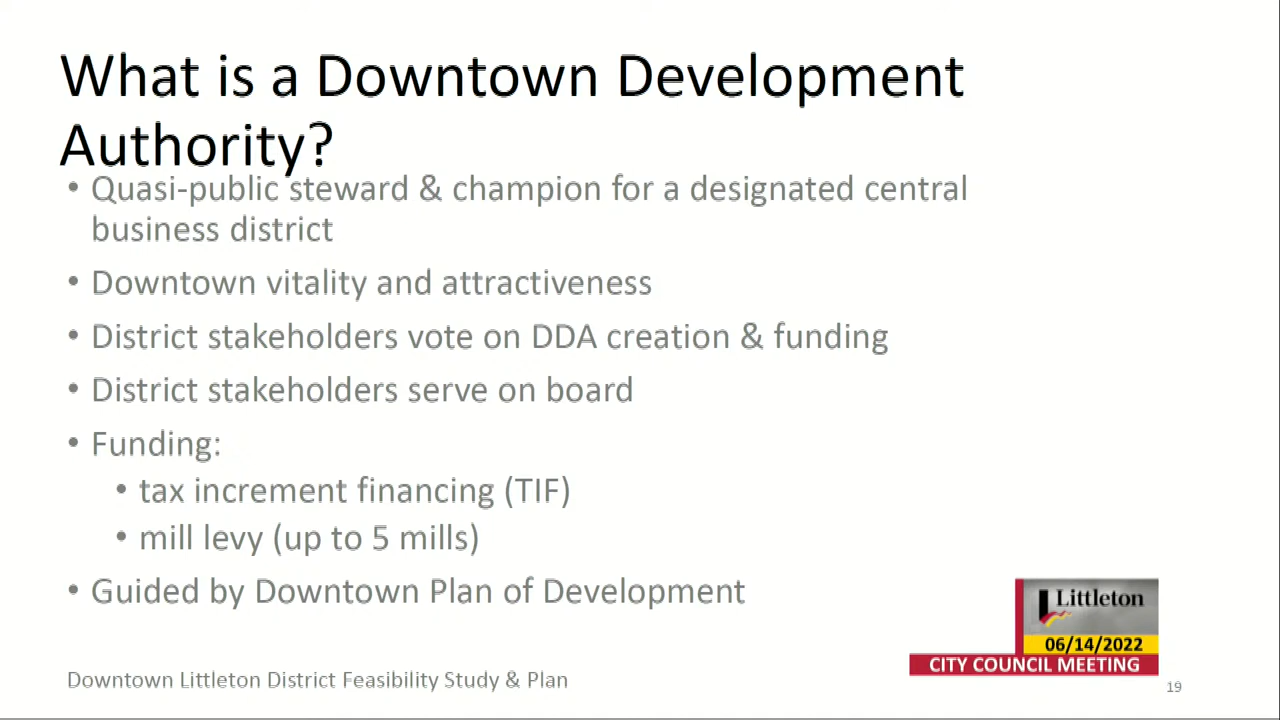 What is a Downtown Development
Authority?
• Quasi-public steward & champion for a designated central
business district
• Downtown vitality and attractiveness
• District stakeholders vote on DDA creation & funding
• District stakeholders serve on board
• Funding:
• tax increment financing (TIF)
• mill levy (up to 5 mills)
• Guided by Downtown Plan of Development
Littleton
06/14/2022
CITY COUNCIL MEETING
Downtown Littleton District Feasibility Study & Plan
19